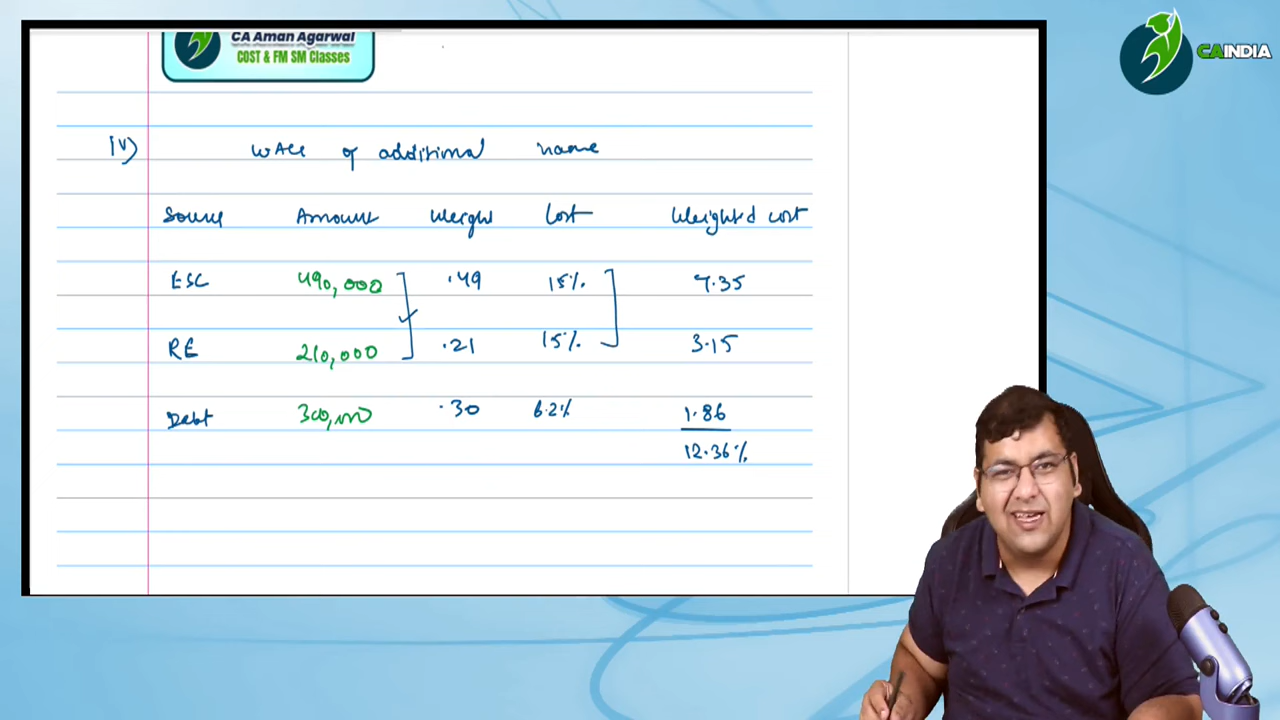 CA Aman Agarwal
COST & FM SM Classes
CAINDIA
iv) WACC of additional
Source Amount Weight Cost Weighted cost
ESC 490,000 .49 15% 7.35
RE 210,000 .21 15% 3.15
Debt 300,000 .30 6.2% 1.86
12.36%